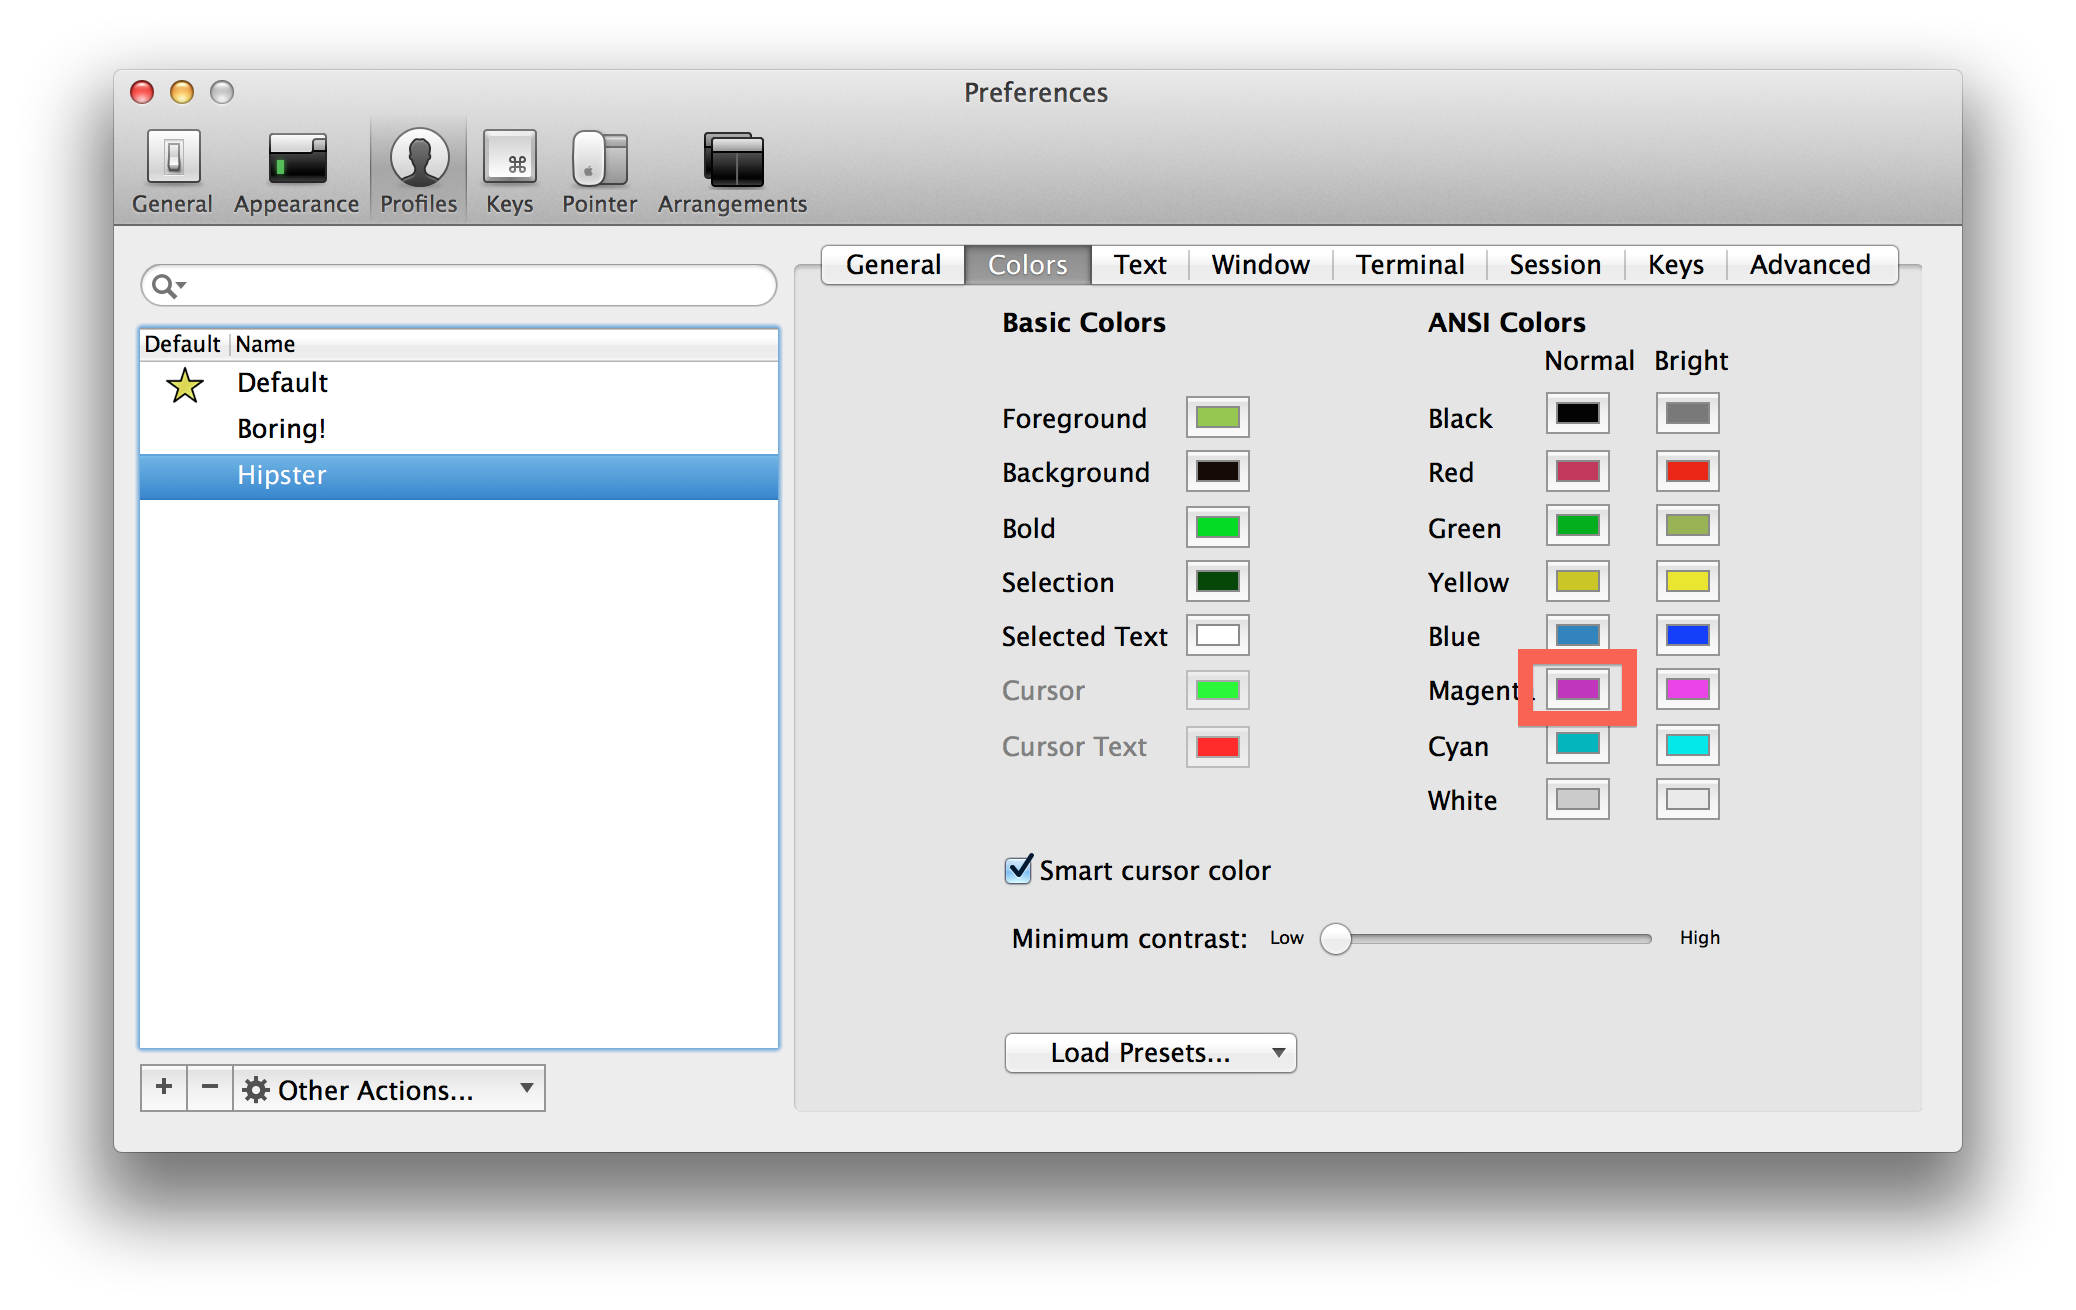 Preferences
General Appearance Profiles Keys Pointer Arrangements
General Colors Text Window Terminal Session Keys Advanced
Default Name
Default
Boring!
Hipster
+ − Other Actions...
Basic Colors
Foreground
Background
Bold
Selection
Selected Text
Cursor
Cursor Text
ANSI Colors
Normal Bright
Black
Red
Green
Yellow
Blue
Magent
Cyan
White
Smart cursor color
Minimum contrast: Low High
Load Presets...